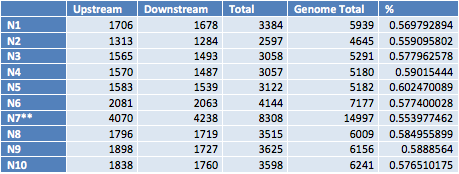 Upstream Downstream Total Genome Total %
N1 1706 1678 3384 5939 0.569792894
N2 1313 1284 2597 4645 0.559095802
N3 1565 1493 3058 5291 0.577962578
N4 1570 1487 3057 5180 0.59015444
N5 1583 1539 3122 5182 0.602470089
N6 2081 2063 4144 7177 0.577400028
N7** 4070 4238 8308 14997 0.553977462
N8 1796 1719 3515 6009 0.584955899
N9 1898 1727 3625 6156 0.5888564
N10 1838 1760 3598 6241 0.576510175